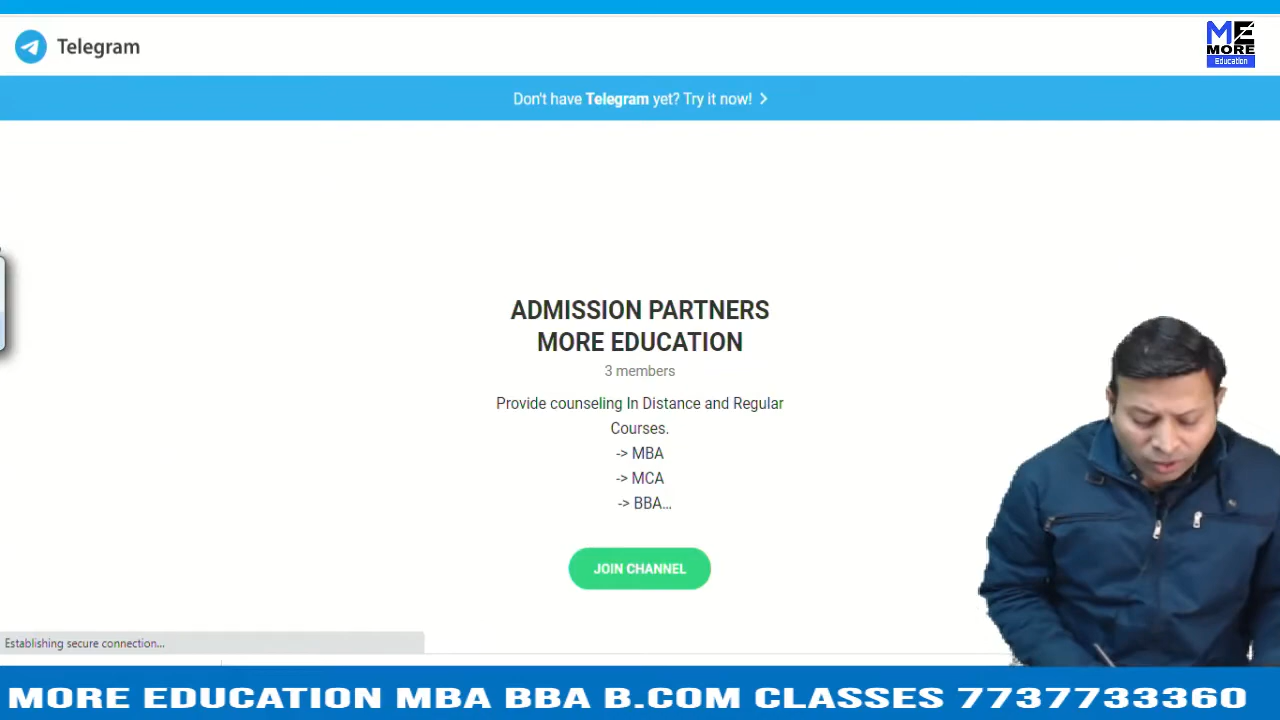 Telegram
ME
MORE
Education
Don't have Telegram yet? Try it now!
ADMISSION PARTNERS
MORE EDUCATION
3 members
Provide counseling In Distance and Regular
Courses.
-> MBA
-> MCA
-> BBA...
JOIN CHANNEL
Establishing secure connection...
MORE EDUCATION MBA BBA B.COM CLASSES 7737733360